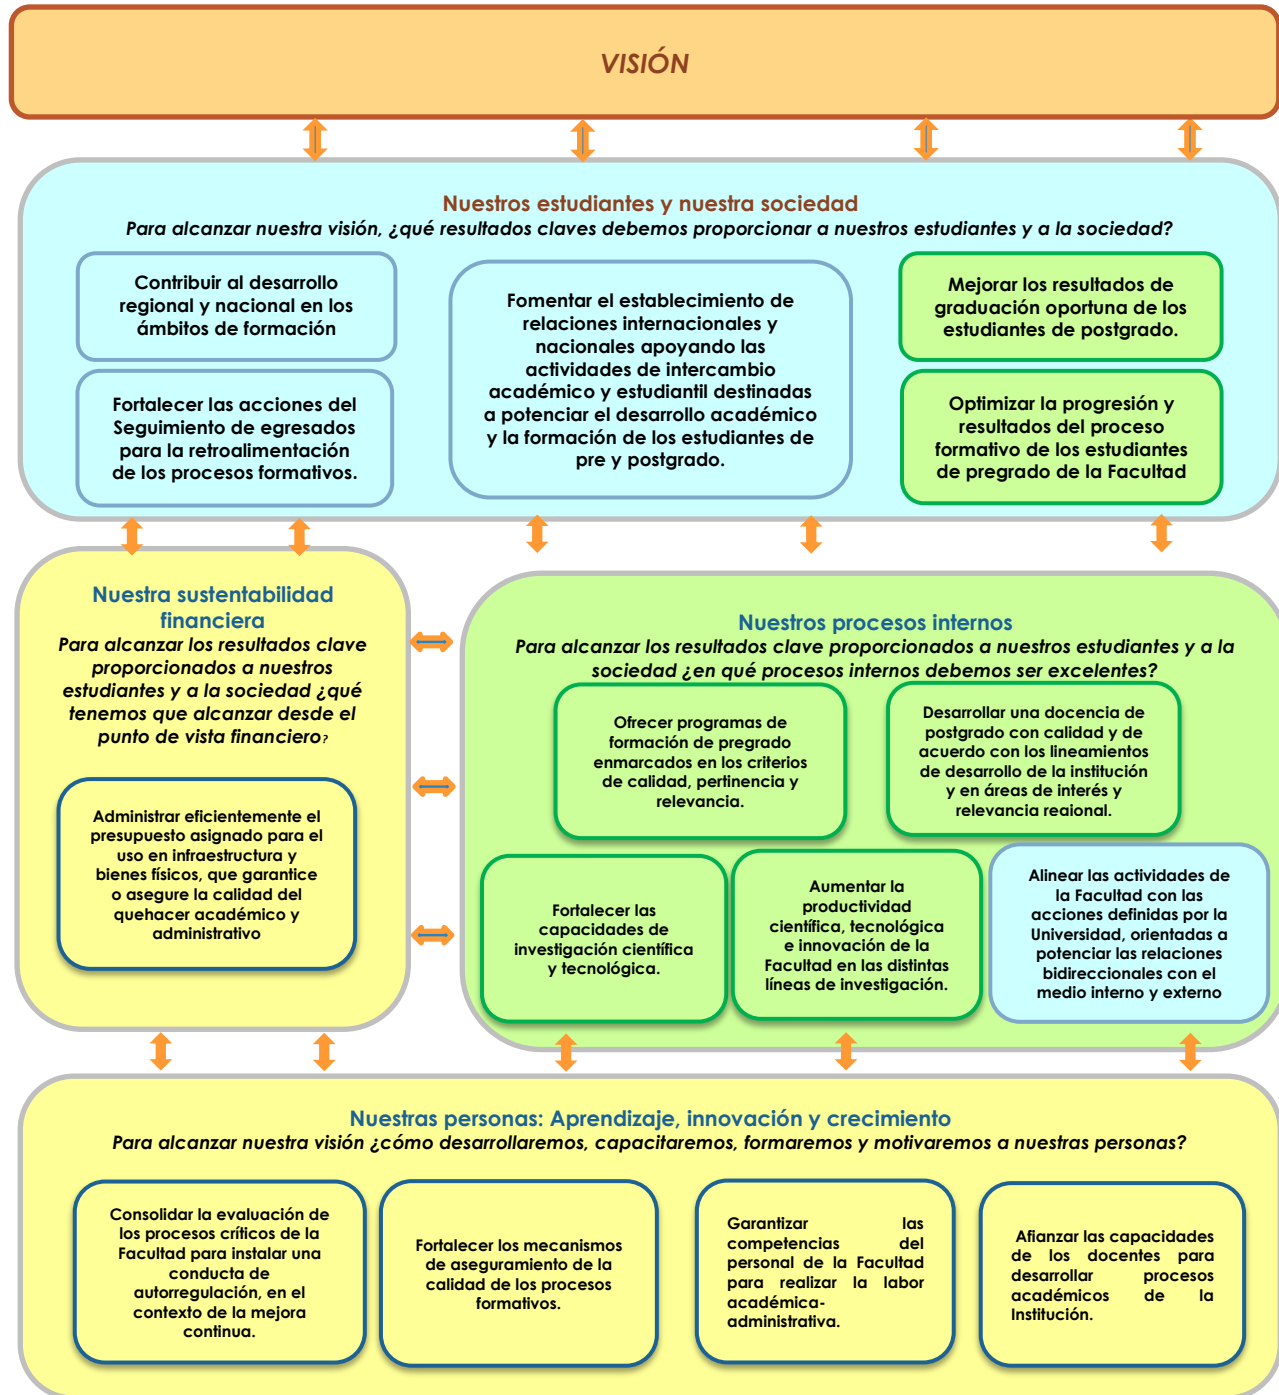 VISIÓN
Nuestros estudiantes y nuestra sociedad
Para alcanzar nuestra visión, ¿qué resultados claves debemos proporcionar a nuestros estudiantes y a la sociedad?
Contribuir al desarrollo
regional y nacional en los
ámbitos de formación
Fortalecer las acciones del
Seguimiento de egresados
para la retroalimentación
de los procesos formativos.
Fomentar el establecimiento de
relaciones internacionales y
nacionales apoyando las
actividades de intercambio
académico y estudiantil destinadas
a potenciar el desarrollo académico
y la formación de los estudiantes de
pre y postgrado.
Mejorar los resultados de
graduación oportuna de los
estudiantes de postgrado.
Optimizar la progresión y
resultados del proceso
formativo de los estudiantes
de pregrado de la Facultad
Nuestra sustentabilidad
financiera
Para alcanzar los resultados clave
proporcionados a nuestros
estudiantes y a la sociedad ¿qué
tenemos que alcanzar desde el
punto de vista financiero?
Administrar eficientemente el
presupuesto asignado para el
uso en infraestructura y
bienes físicos, que garantice
o asegure la calidad del
quehacer académico y
administrativo
Nuestros procesos internos
Para alcanzar los resultados clave proporcionados a nuestros estudiantes y a la
sociedad ¿en qué procesos internos debemos ser excelentes?
Ofrecer programas de
formación de pregrado
enmarcados en los criterios
de calidad, pertinencia y
relevancia.
Desarrollar una docencia de
postgrado con calidad y de
acuerdo con los lineamientos
de desarrollo de la institución
y en áreas de interés y
relevancia reaional.
Fortalecer las
capacidades de
investigación científica
y tecnológica.
Aumentar la
productividad
científica, tecnológica
e innovación de la
Facultad en las distintas
líneas de investigación.
Alinear las actividades de
la Facultad con las
acciones definidas por la
Universidad, orientadas a
potenciar las relaciones
bidireccionales con el
medio interno y externo
Nuestras personas: Aprendizaje, innovación y crecimiento
Para alcanzar nuestra visión ¿cómo desarrollaremos, capacitaremos, formaremos y motivaremos a nuestras personas?
Consolidar la evaluación de
los procesos críticos de la
Facultad para instalar una
conducta de
autorregulación, en el
contexto de la mejora
continua.
Fortalecer los mecanismos
de aseguramiento de la
calidad de los procesos
formativos.
Garantizar las
competencias del
personal de la Facultad
para realizar la labor
académica-
administrativa.
Afianzar las capacidades
de los docentes para
desarrollar procesos
académicos de la
Institución.